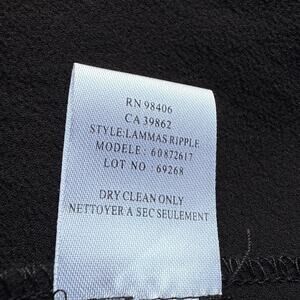 RN 98406
CA 39862
STYLE:LAMMAS RIPPLE
MODELE : 60872617
LOT NO : 69268
DRY CLEAN ONLY
NETTOYER A SEC SEULEMENT